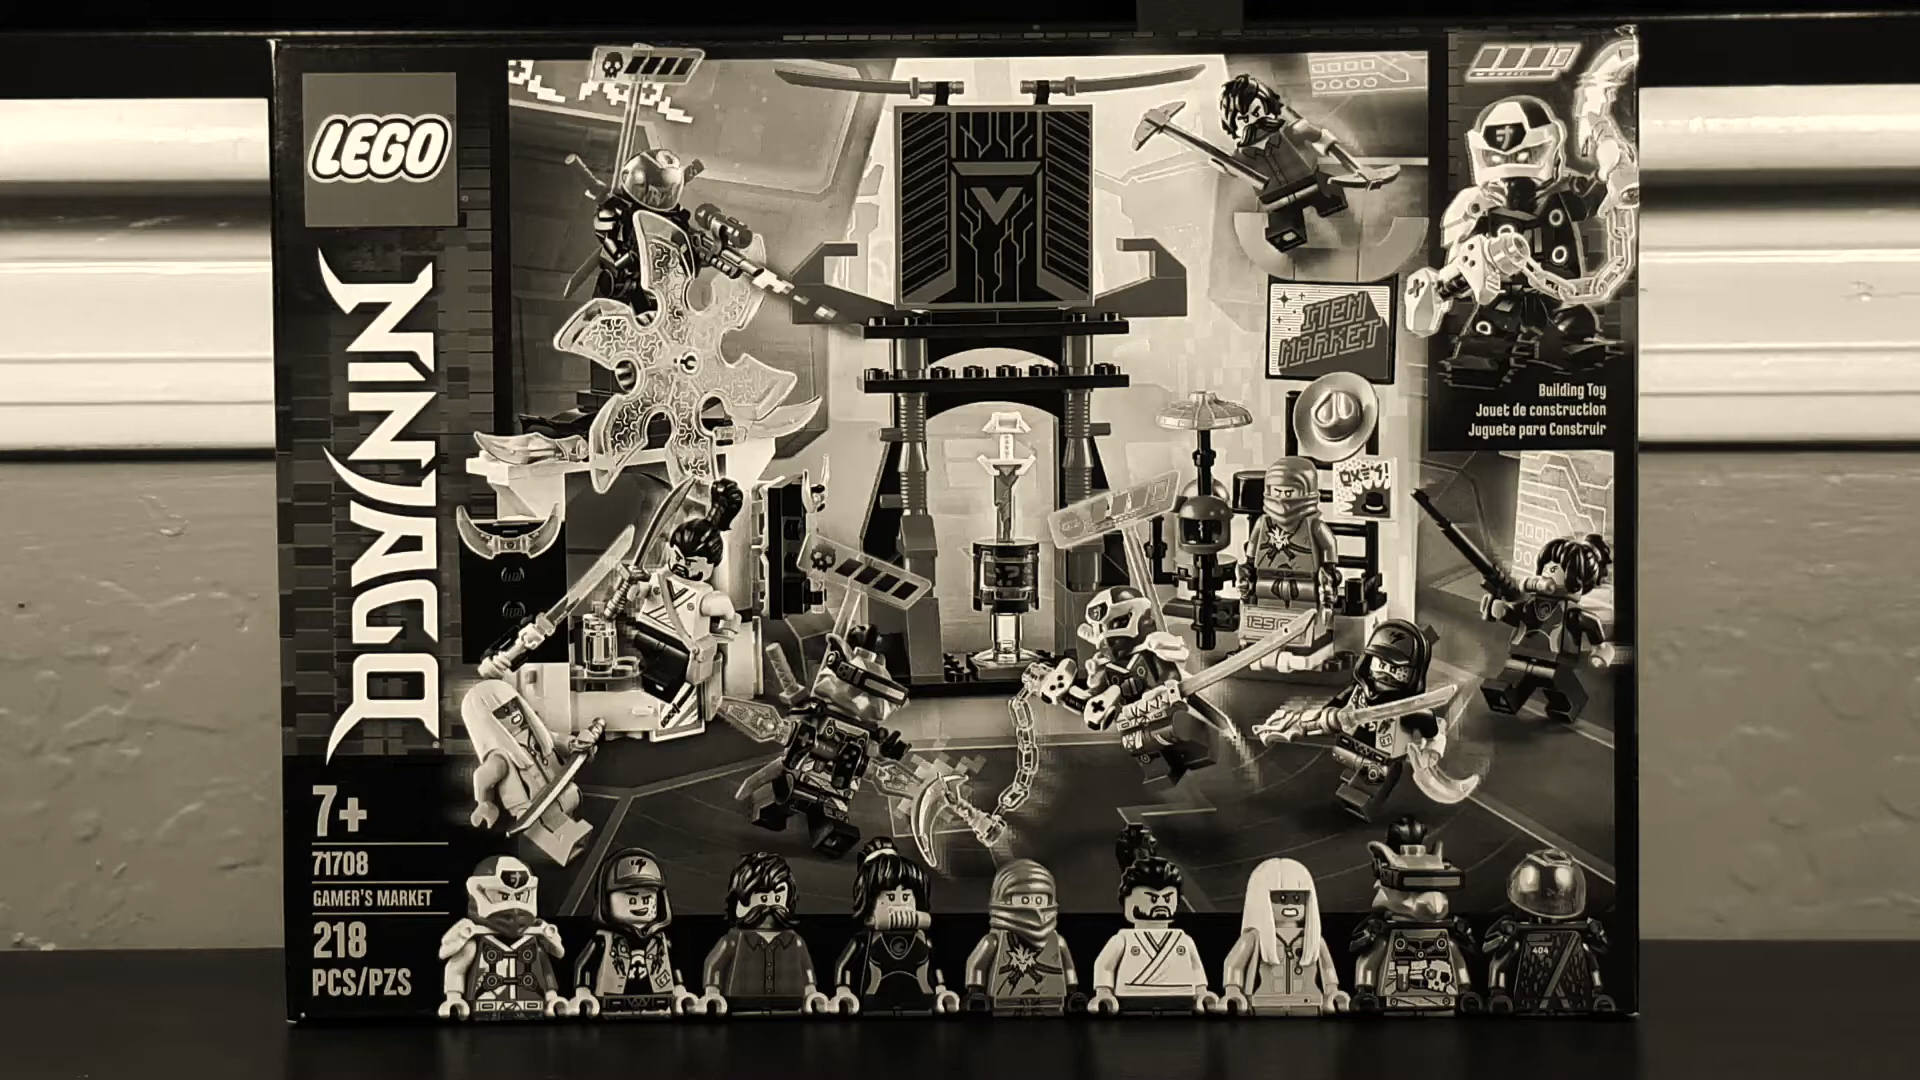 LEGO
NINJAGO
7+
71708
GAMER'S MARKET
218
PCS/PZS
ITEM
MARKET
Building Toy
Jouet de construction
Juguete para Construir
404